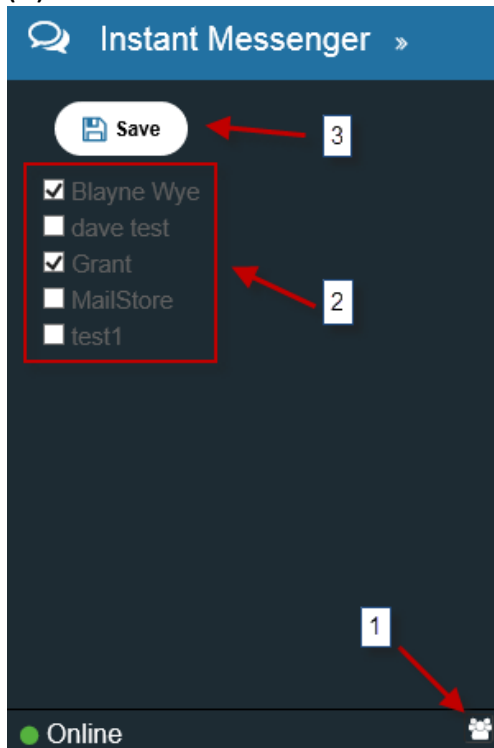 Instant Messenger »
Save
3
Blayne Wye
dave test
Grant
MailStore
2
test1
1
Online